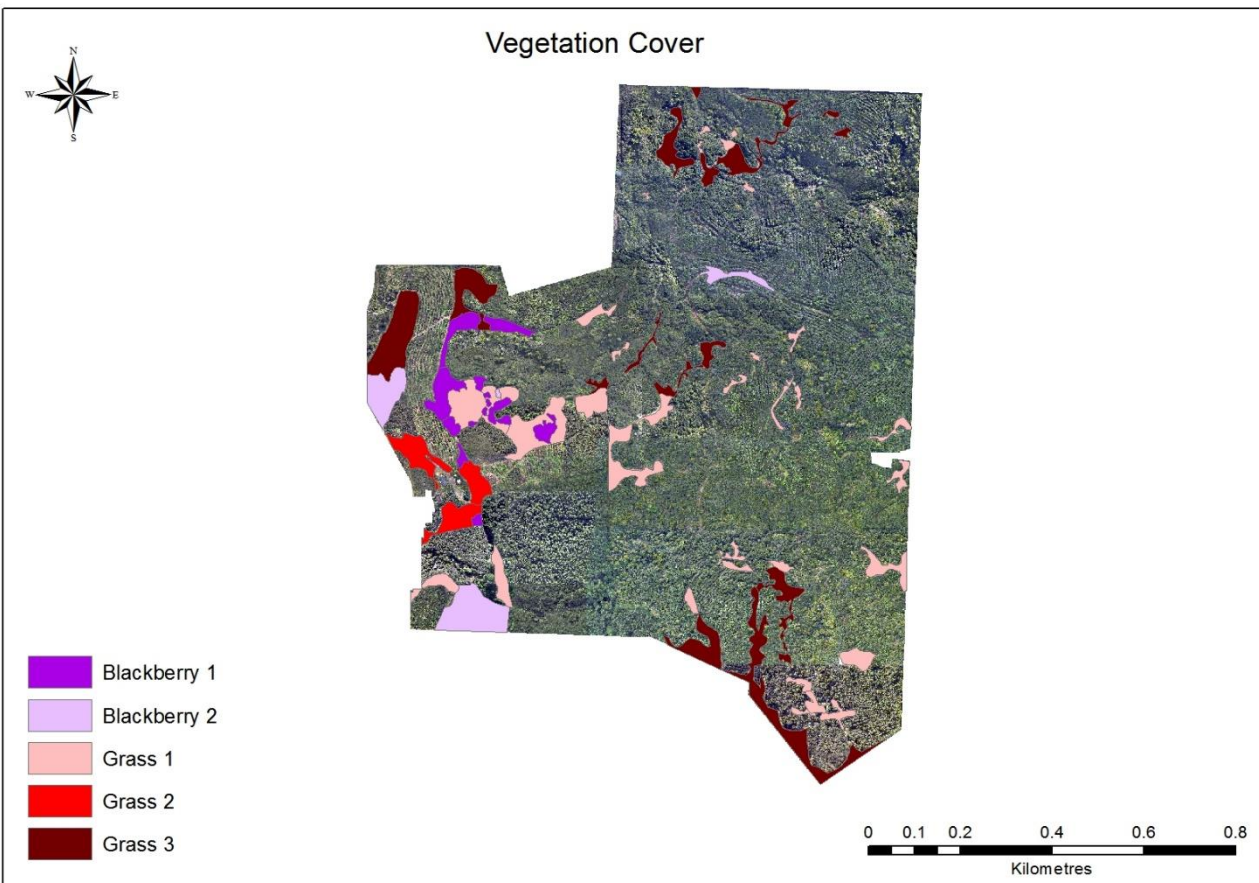 Vegetation Cover
N
W E
S
Blackberry 1
Blackberry 2
Grass 1
Grass 2
Grass 3
0 0.1 0.2 0.4 0.6 0.8
Kilometres